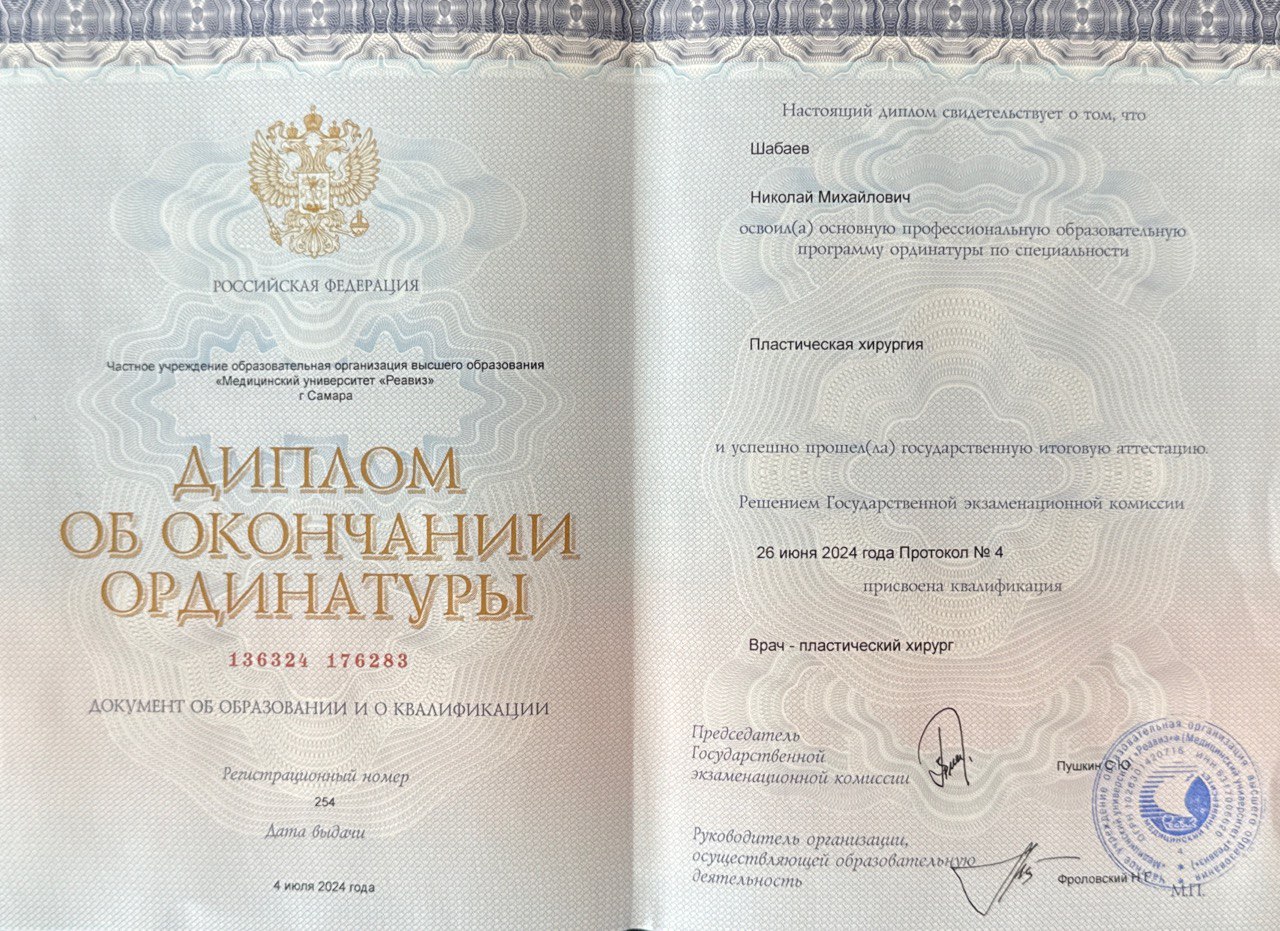 РОССИЙСКАЯ ФЕДЕРАЦИЯ
Частное учреждение образовательная организация высшего образования
«Медицинский университет «Реавиз»
г Самара
ДИПЛОМ
ОБ ОКОНЧАНИИ
ОРДИНАТУРЫ
136324 176283
ДОКУМЕНТ ОБ ОБРАЗОВАНИИ И О КВАЛИФИКАЦИИ
Регистрационный номер
254
Дата выдачи
4 июля 2024 года
Настоящий диплом свидетельствует о том, что
Шабаев
Николай Михайлович
освоил(а) основную профессиональную образовательную
программу ординатуры по специальности
Пластическая хирургия
и успешно прошел(ла) государственную итоговую аттестацию.
Решением Государственной экзаменационной комиссии
26 июня 2024 года Протокол № 4
присвоена квалификация
Врач - пластический хирург
Председатель
Государственной
экзаменационной комиссии
Пушкин С.Ю.
Руководитель организации,
осуществляющей образовательную
деятельность
Фроловский Н.Г.
М.П.